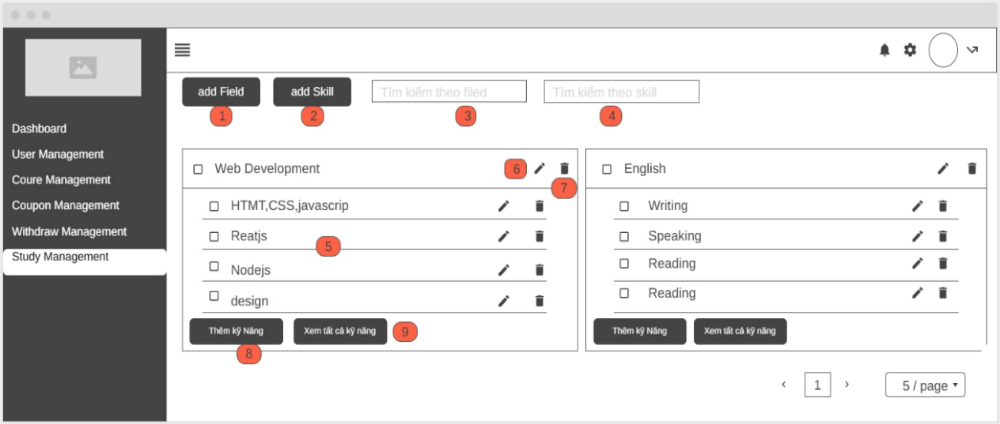 add Field
add Skill
Tìm kiếm theo filed
Tìm kiếm theo skill
1
2
3
4
Dashboard
User Management
Coure Management
Coupon Management
Withdraw Management
Study Management
Web Development
6
7
HTMT,CSS,javascrip
Reatjs
5
Nodejs
design
Thêm kỹ Năng
Xem tất cả kỹ năng
9
8
English
Writing
Speaking
Reading
Reading
Thêm kỹ Năng
Xem tất cả kỹ năng
‹ 1 ›
5 / page